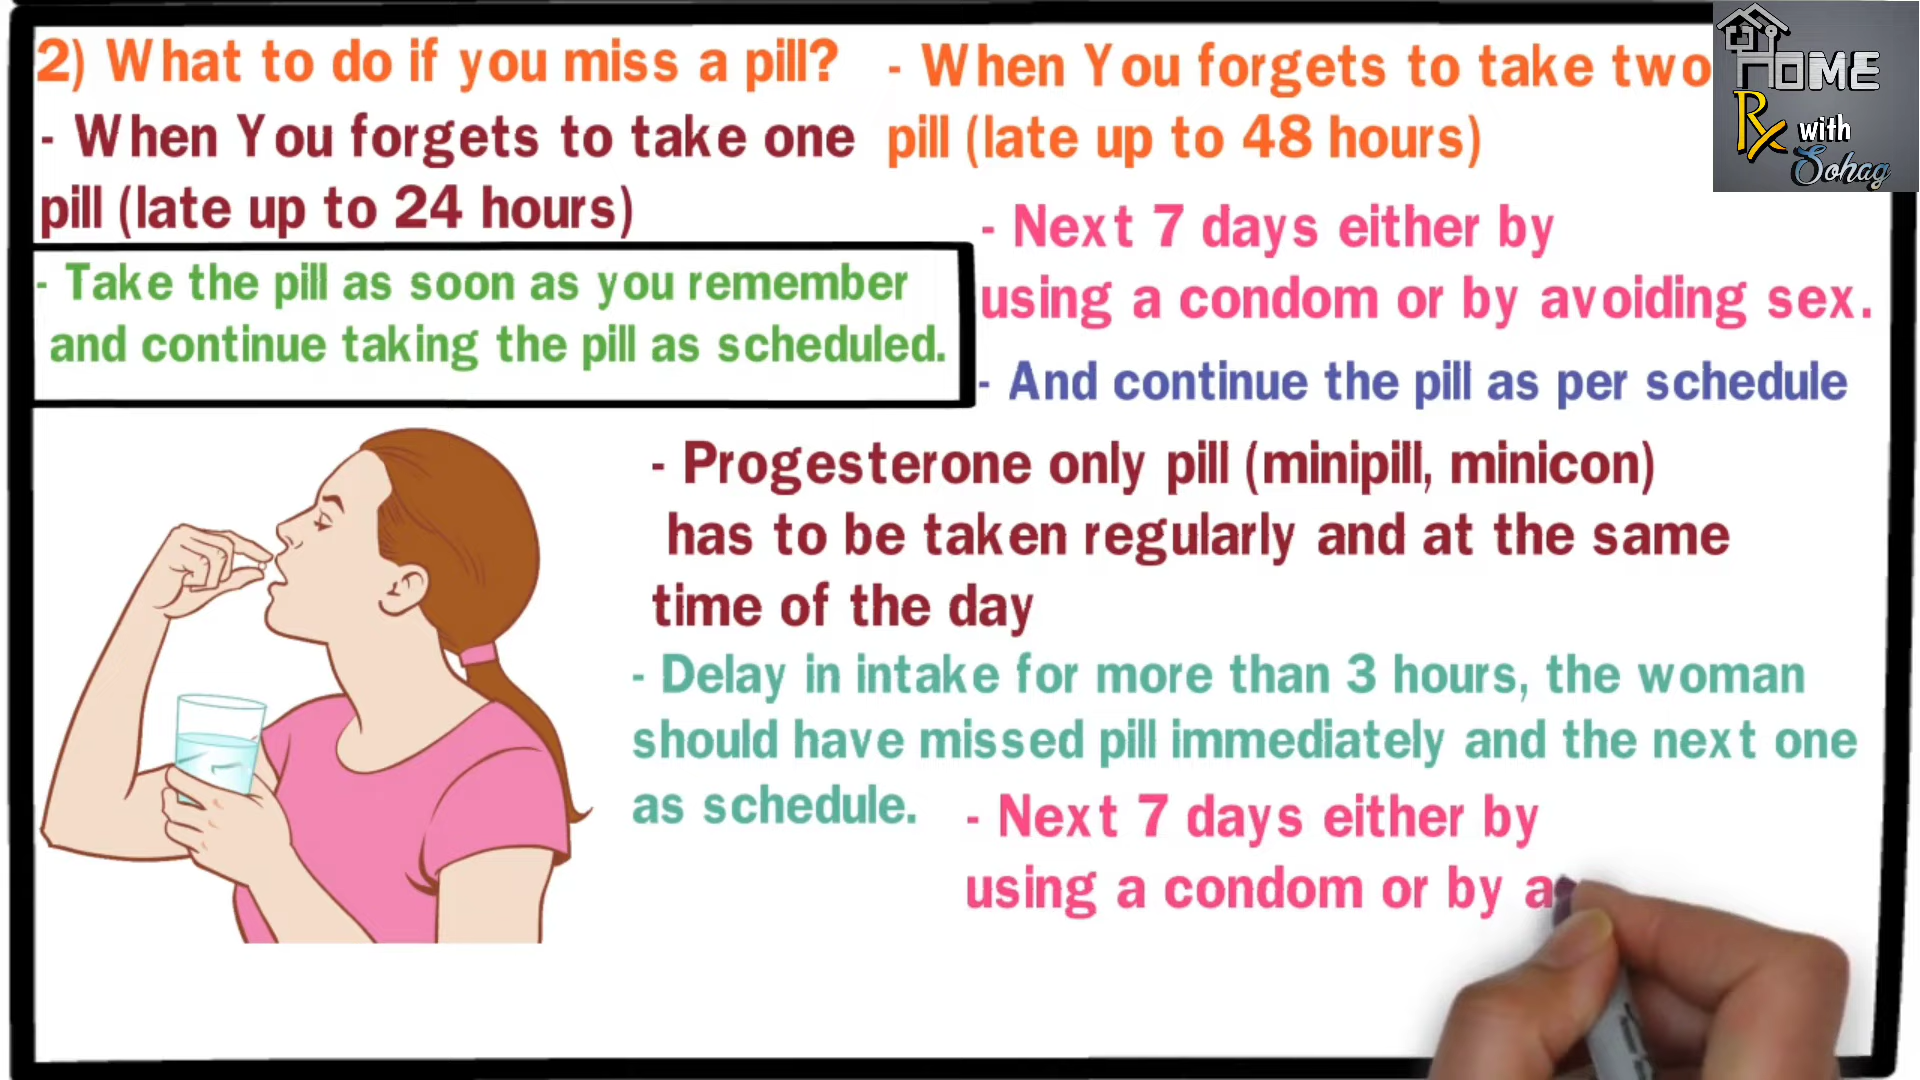 2) What to do if you miss a pill?
- When You forgets to take one
pill (late up to 24 hours)
- Take the pill as soon as you remember
and continue taking the pill as scheduled.
- When You forgets to take two
pill (late up to 48 hours)
- Next 7 days either by
using a condom or by avoiding sex.
- And continue the pill as per schedule
- Progesterone only pill (minipill, minicon)
has to be taken regularly and at the same
time of the day
- Delay in intake for more than 3 hours, the woman
should have missed pill immediately and the next one
as schedule.
- Next 7 days either by
using a condom or by a
HOME
Rx with
Sohag